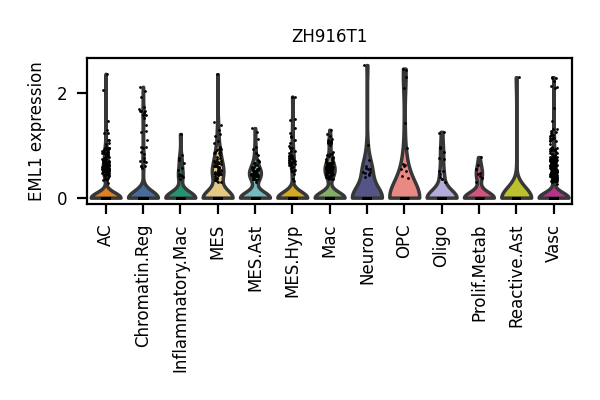 ZH916T1
EML1 expression
2
0
AC
Chromatin.Reg
Inflammatory.Mac
MES
MES.Ast
MES.Hyp
Mac
Neuron
OPC
Oligo
Prolif.Metab
Reactive.Ast
Vasc